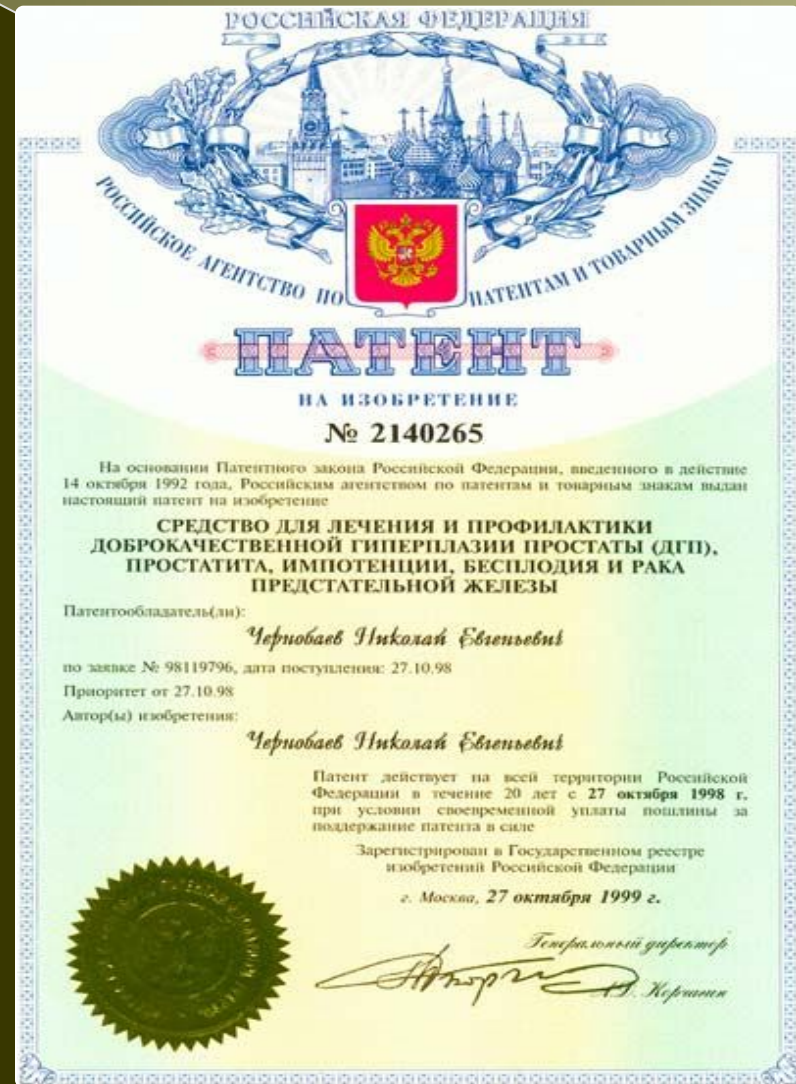 РОССИЙСКАЯ ФЕДЕРАЦИЯ
РОССИЙСКОЕ АГЕНТСТВО ПО ПАТЕНТАМ И ТОВАРНЫМ ЗНАКАМ
ПАТЕНТ
НА ИЗОБРЕТЕНИЕ
№ 2140265
На основании Патентного закона Российской Федерации, введенного в действие
14 октября 1992 года, Российским агентством по патентам и товарным знакам выдан
настоящий патент на изобретение
СРЕДСТВО ДЛЯ ЛЕЧЕНИЯ И ПРОФИЛАКТИКИ
ДОБРОКАЧЕСТВЕННОЙ ГИПЕРПЛАЗИИ ПРОСТАТЫ (ДГП),
ПРОСТАТИТА, ИМПОТЕНЦИИ, БЕСПЛОДИЯ И РАКА
ПРЕДСТАТЕЛЬНОЙ ЖЕЛЕЗЫ
Патентообладатель(ли):
Чернобаев Николай Евгеньевич
по заявке № 98119796, дата поступления: 27.10.98
Приоритет от 27.10.98
Автор(ы) изобретения:
Чернобаев Николай Евгеньевич
Патент действует на всей территории Российской
Федерации в течение 20 лет с 27 октября 1998 г.
при условии своевременной уплаты пошлины за
поддержание патента в силе
Зарегистрирован в Государственном реестре
изобретений Российской Федерации
г. Москва, 27 октября 1999 г.
Генеральный директор
Корчагин